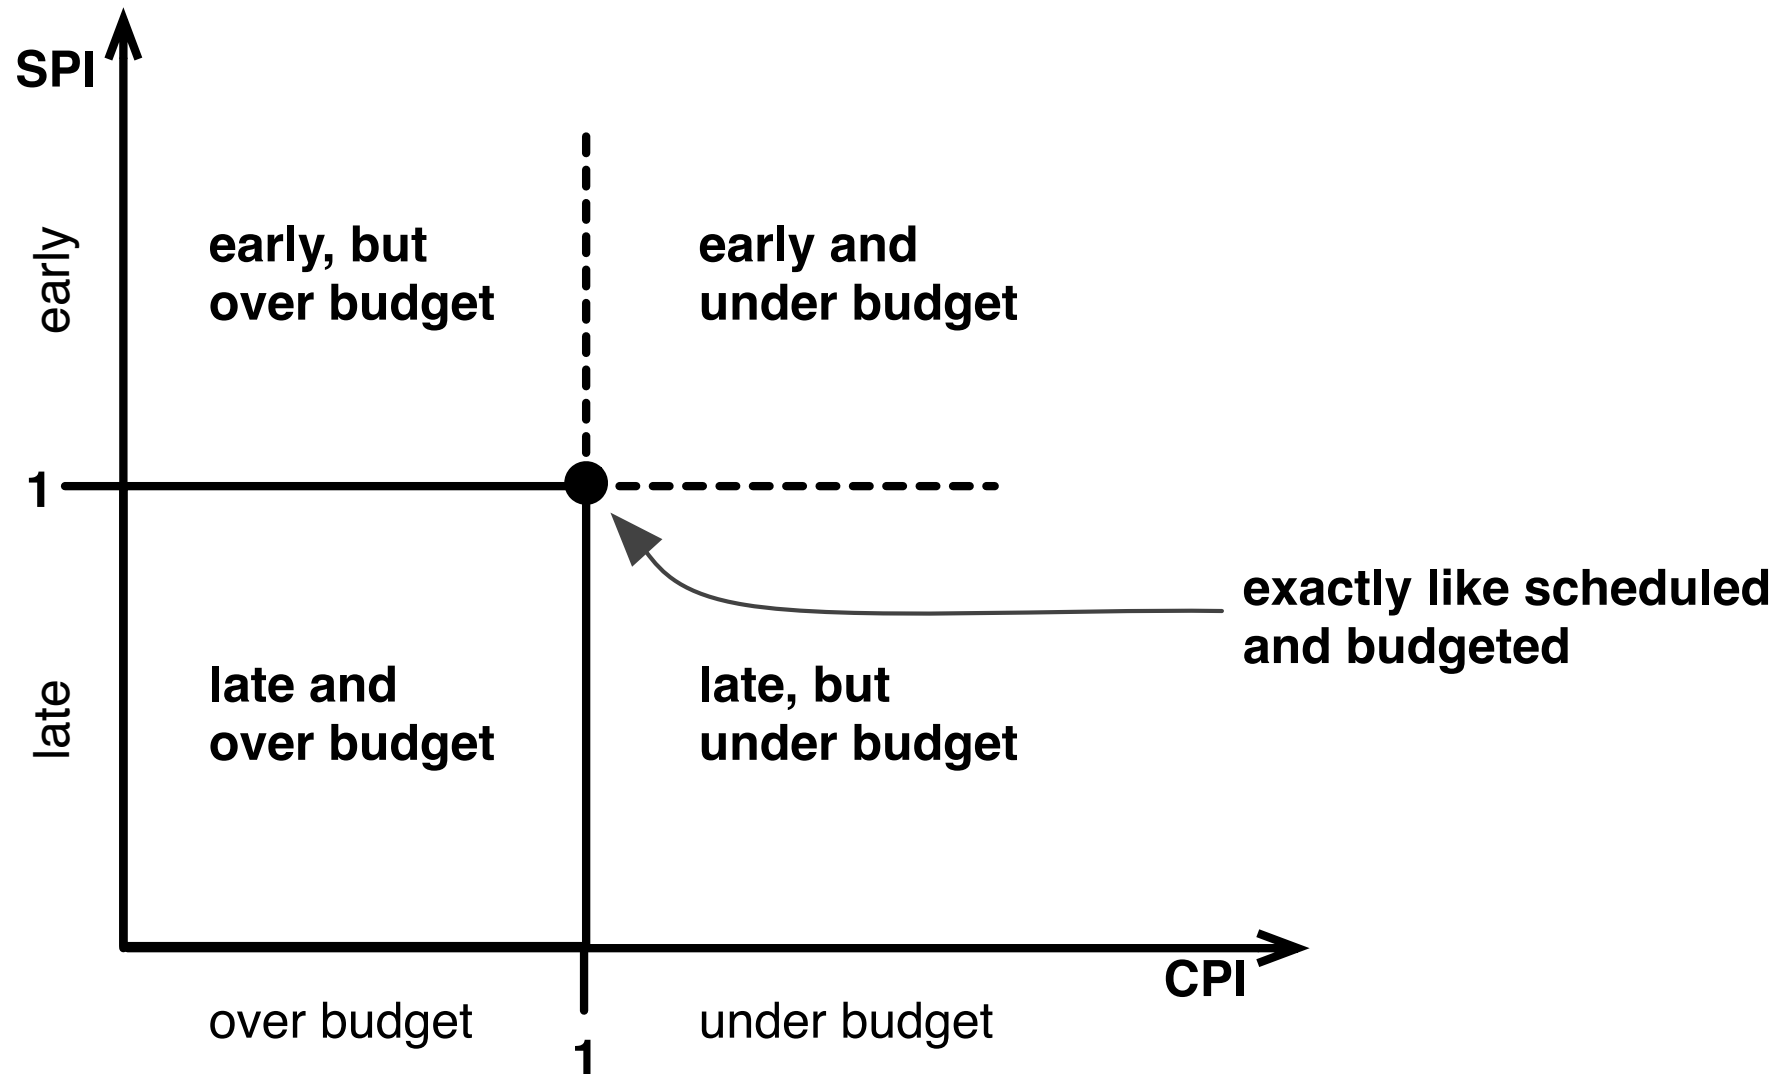 SPI
early
early, but
over budget
early and
under budget
1
exactly like scheduled
and budgeted
late
late and
over budget
late, but
under budget
CPI
over budget
under budget
1